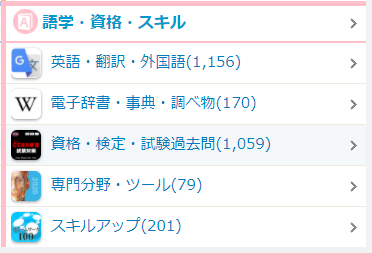 語学・資格・スキル
英語・翻訳・外国語(1,156)
電子辞書・事典・調べ物(170)
資格・検定・試験過去問(1,059)
専門分野・ツール(79)
スキルアップ(201)